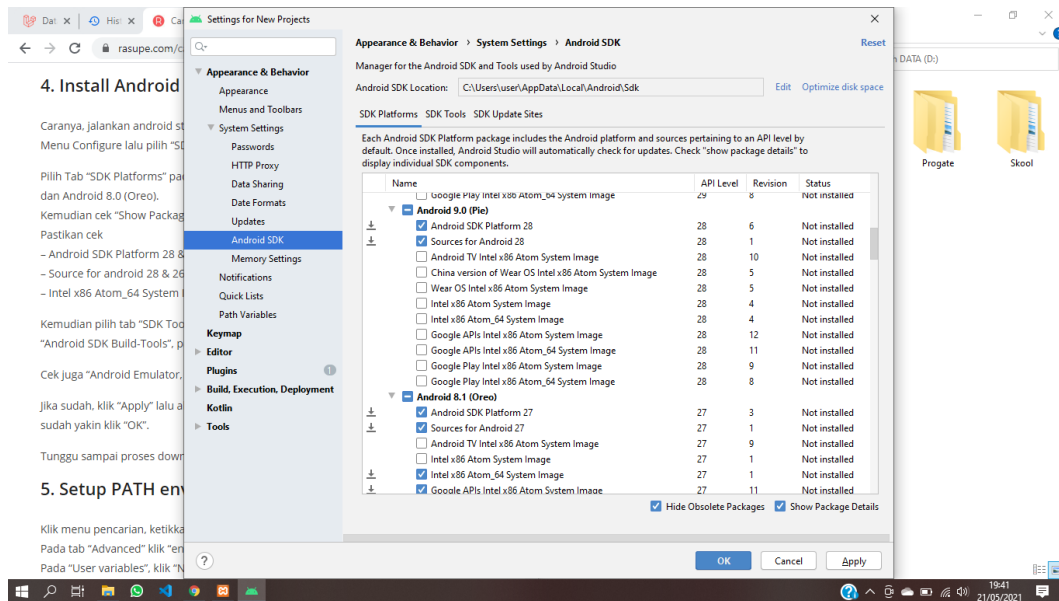 Dat
Hist
Ca
rasupe.com/c
4. Install Android
Caranya, jalankan android st
Menu Configure lalu pilih "SD
Pilih Tab "SDK Platforms" pa
dan Android 8.0 (Oreo).
Kemudian cek "Show Packag
Pastikan cek
– Android SDK Platform 28 &
– Source for android 28 & 26
– Intel x86 Atom_64 System I
Kemudian pilih tab "SDK Too
"Android SDK Build-Tools", p
Cek juga "Android Emulator,
Jika sudah, klik "Apply" lalu a
sudah yakin klik "OK".
Tunggu sampai proses down
5. Setup PATH env
Klik menu pencarian, ketikka
Pada tab "Advanced" klik "en
Pada "User variables", klik "N
Settings for New Projects
Appearance & Behavior
Appearance
Menus and Toolbars
System Settings
Passwords
HTTP Proxy
Data Sharing
Date Formats
Updates
Android SDK
Memory Settings
Notifications
Quick Lists
Path Variables
Keymap
Editor
Plugins 1
Build, Execution, Deployment
Kotlin
Tools
Appearance & Behavior › System Settings › Android SDK Reset
Manager for the Android SDK and Tools used by Android Studio
Android SDK Location: C:\Users\user\AppData\Local\Android\Sdk Edit Optimize disk space
SDK Platforms SDK Tools SDK Update Sites
Each Android SDK Platform package includes the Android platform and sources pertaining to an API level by
default. Once installed, Android Studio will automatically check for updates. Check "show package details" to
display individual SDK components.
Name API Level Revision Status
Google Play Intel x86 Atom_64 System Image 29 8 Not installed
Android 9.0 (Pie)
Android SDK Platform 28 28 6 Not installed
Sources for Android 28 28 1 Not installed
Android TV Intel x86 Atom System Image 28 10 Not installed
China version of Wear OS Intel x86 Atom System Image 28 5 Not installed
Wear OS Intel x86 Atom System Image 28 5 Not installed
Intel x86 Atom System Image 28 4 Not installed
Intel x86 Atom_64 System Image 28 4 Not installed
Google APIs Intel x86 Atom System Image 28 12 Not installed
Google APIs Intel x86 Atom_64 System Image 28 11 Not installed
Google Play Intel x86 Atom System Image 28 9 Not installed
Google Play Intel x86 Atom_64 System Image 28 8 Not installed
Android 8.1 (Oreo)
Android SDK Platform 27 27 3 Not installed
Sources for Android 27 27 1 Not installed
Android TV Intel x86 Atom System Image 27 9 Not installed
Intel x86 Atom System Image 27 1 Not installed
Intel x86 Atom_64 System Image 27 1 Not installed
Google APIs Intel x86 Atom System Image 27 11 Not installed
Hide Obsolete Packages Show Package Details
? OK Cancel Apply
DATA (D:)
Progate
Skool
19:41
21/05/2021